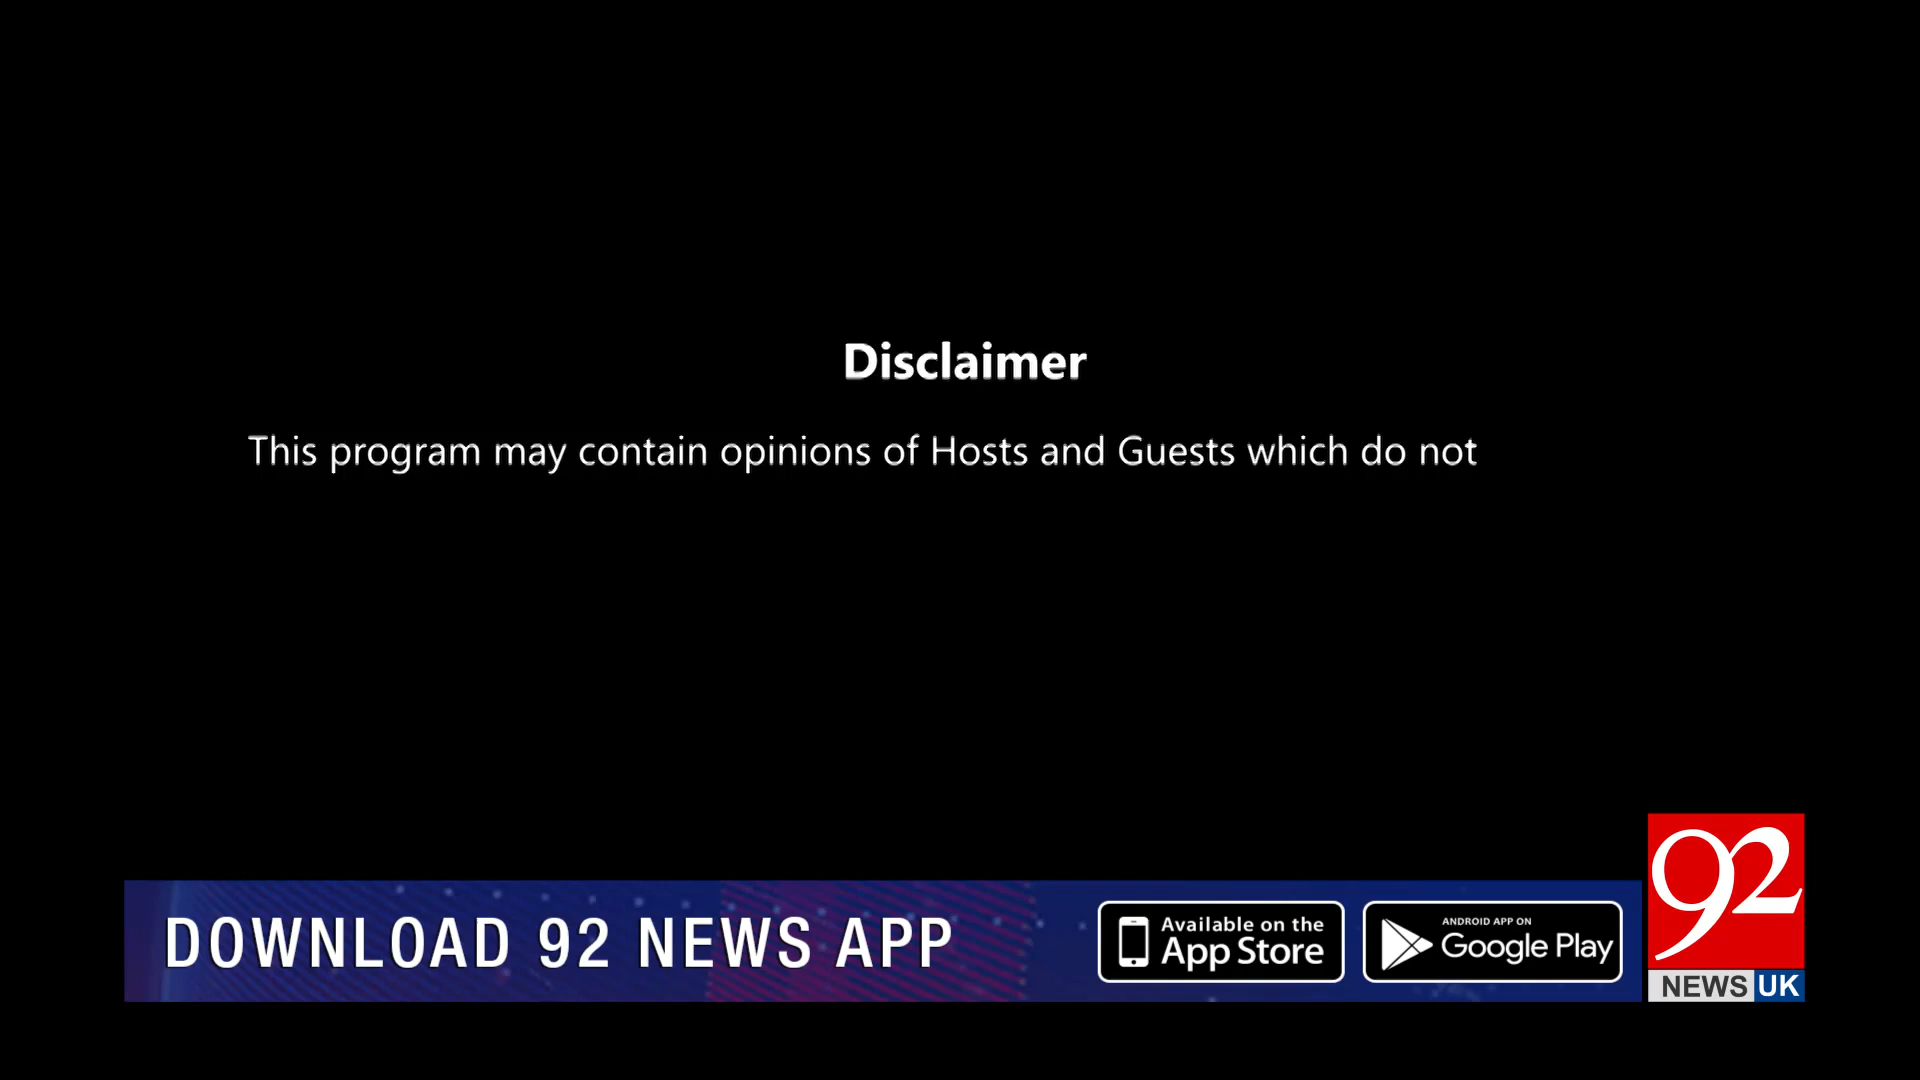 Disclaimer
This program may contain opinions of Hosts and Guests which do not
DOWNLOAD 92 NEWS APP
Available on the
App Store
ANDROID APP ON
Google Play
92
NEWS UK